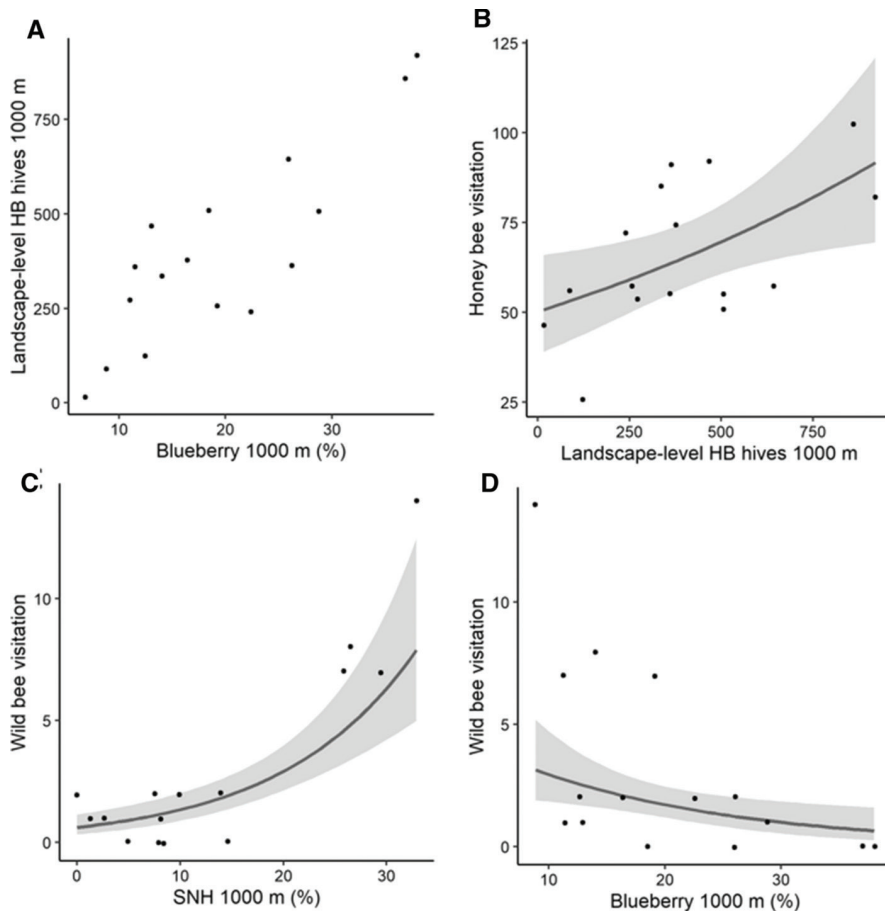 A
Landscape-level HB hives 1000 m
750
500
250
0
10 20 30
Blueberry 1000 m (%)
B
Honey bee visitation
125
100
75
50
25
0 250 500 750
Landscape-level HB hives 1000 m
C
Wild bee visitation
10
5
0
0 10 20 30
SNH 1000 m (%)
D
Wild bee visitation
10
5
0
10 20 30
Blueberry 1000 m (%)